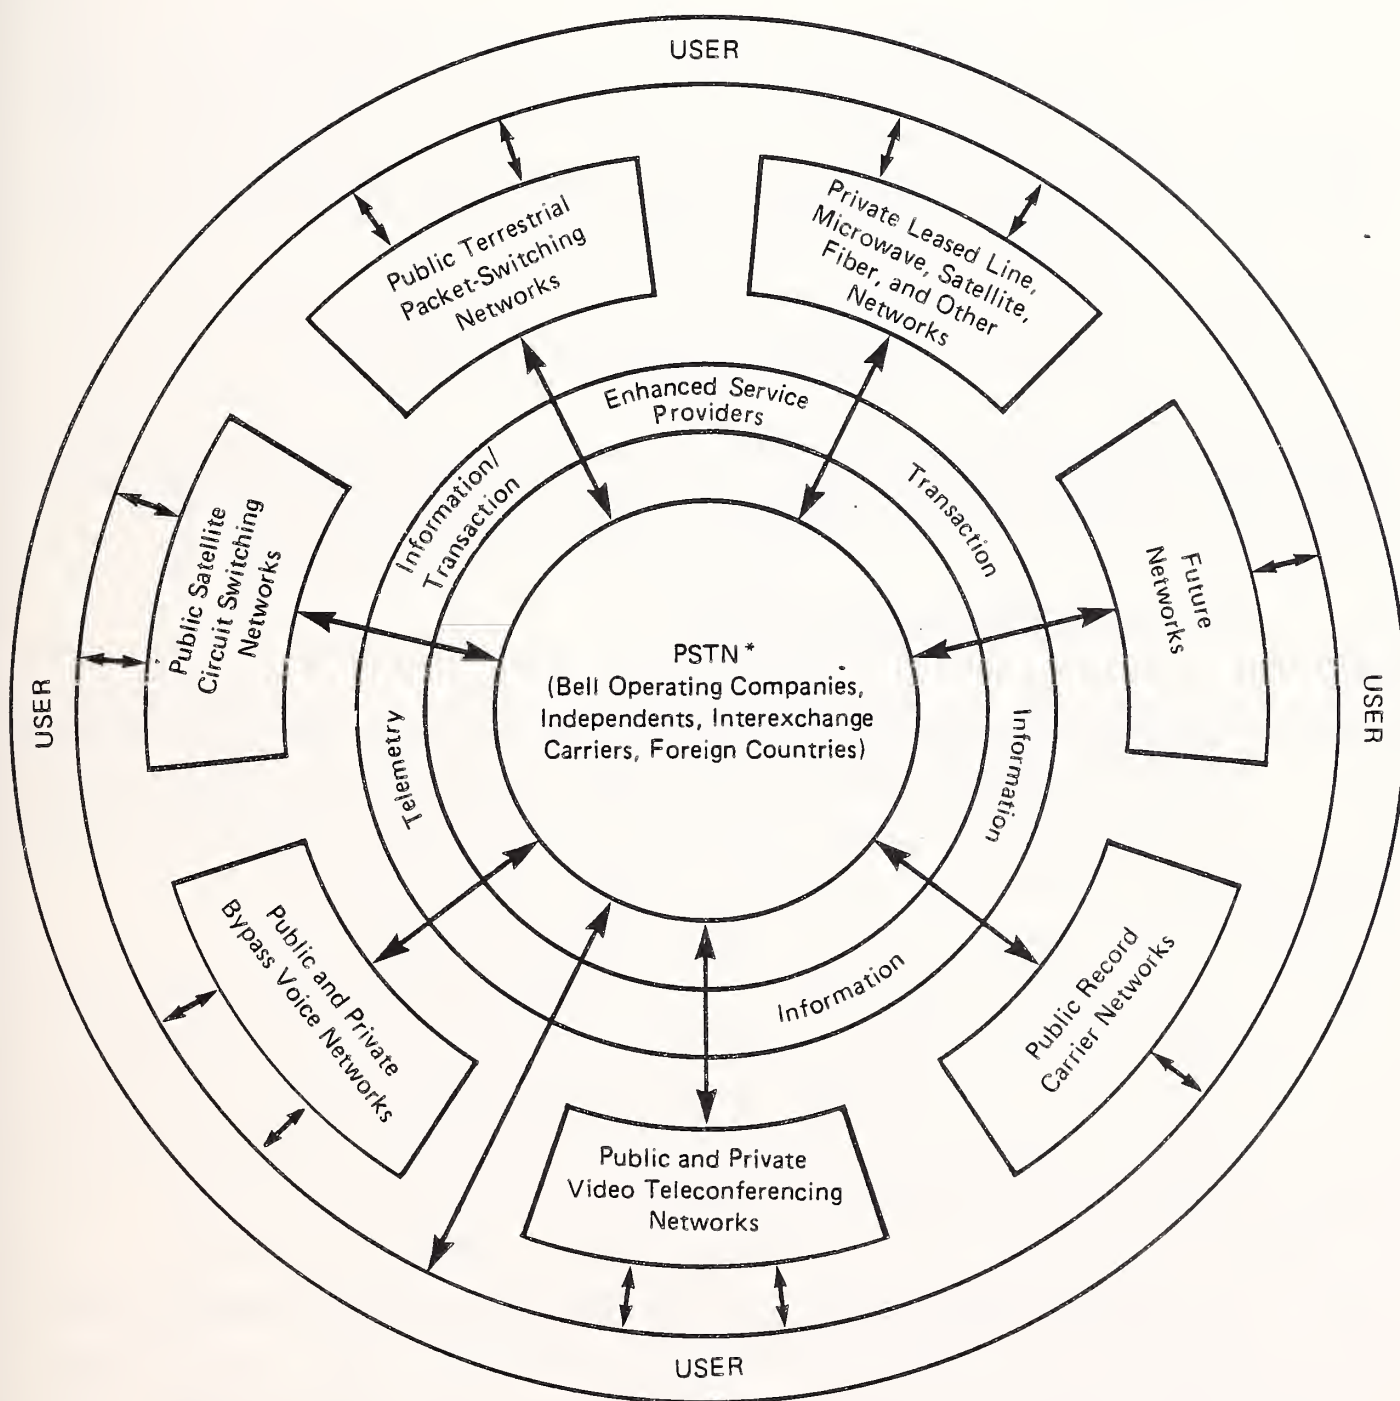 USER
Public Terrestrial
Packet-Switching
Networks
Private Leased Line,
Microwave, Satellite,
Fiber, and Other
Networks
Enhanced Service
Providers
Information/
Transaction
Transaction
Public Satellite
Circuit Switching
Networks
Future
Networks
USER
PSTN*
(Bell Operating Companies,
Independents, Interexchange
Carriers, Foreign Countries)
USER
Telemetry
Information
Public and Private
Bypass Voice Networks
Information
Public Record
Carrier Networks
Public and Private
Video Teleconferencing
Networks
USER